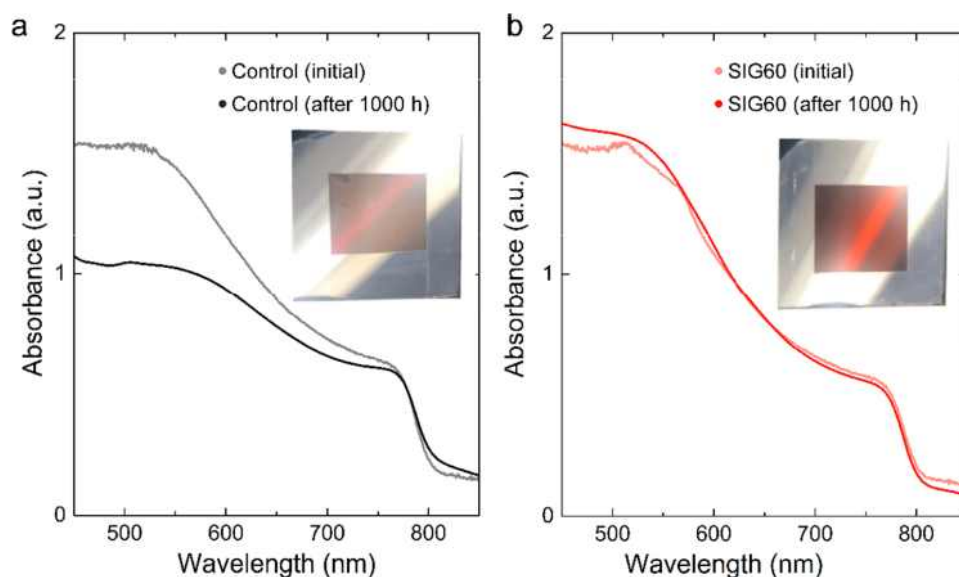 a
2
Control (initial)
Control (after 1000 h)
Absorbance (a.u.)
1
0
500 600 700 800
Wavelength (nm)
b
2
SIG60 (initial)
SIG60 (after 1000 h)
Absorbance (a.u.)
1
0
500 600 700 800
Wavelength (nm)